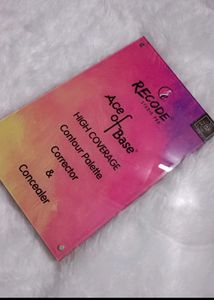 RECODE
Ace of Base
HIGH COVERAGE
Contour Palette
Corrector
&
Concealer